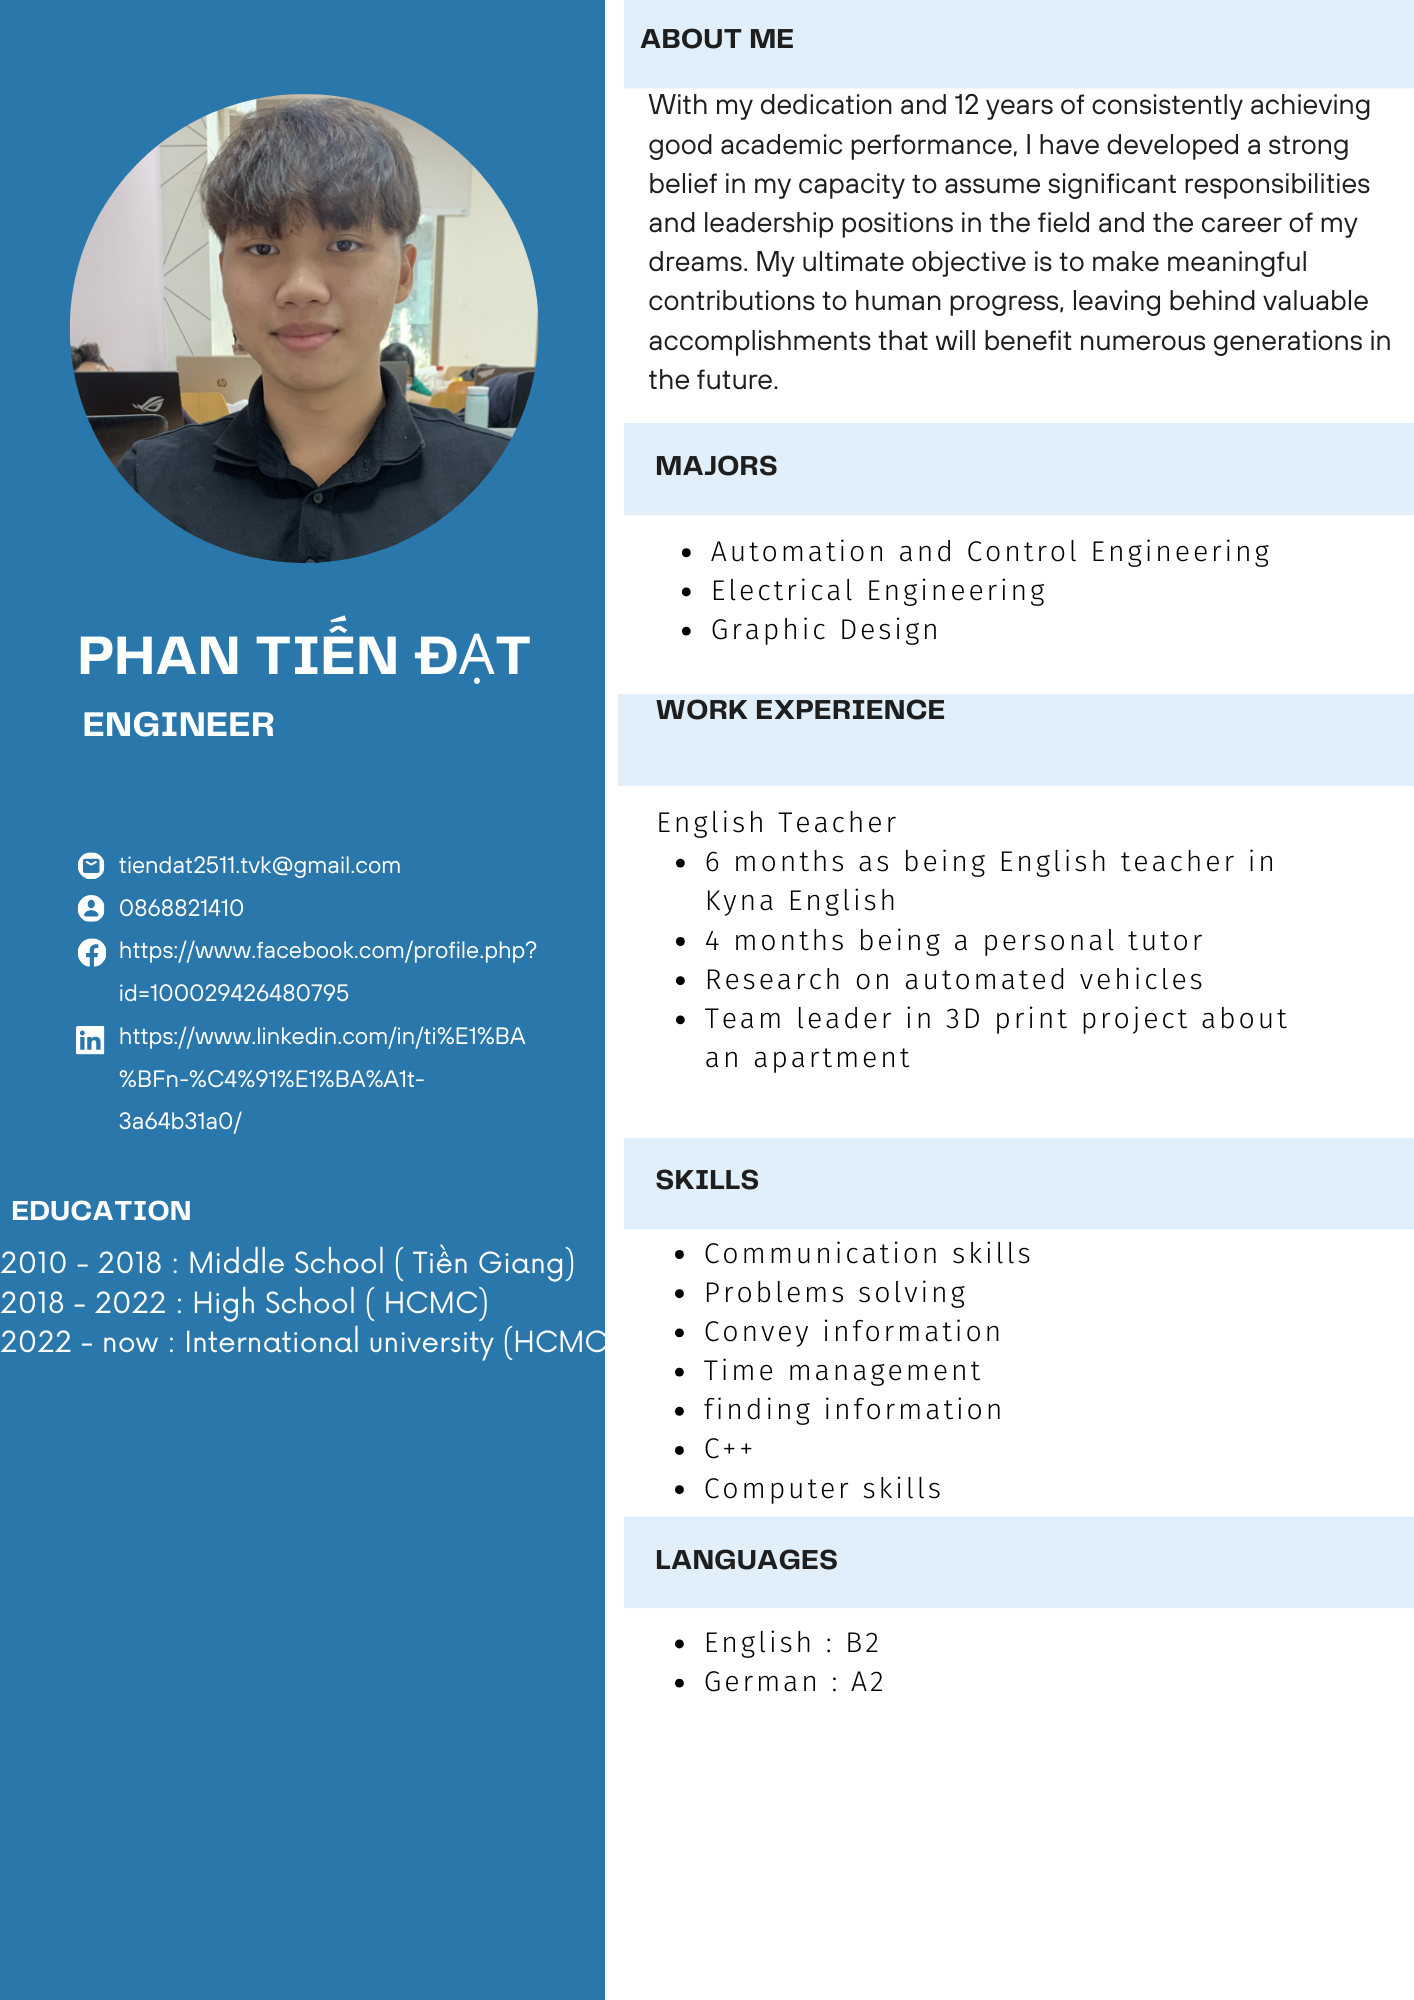 PHAN TIẾN ĐẠT
ENGINEER
tiendat2511.tvk@gmail.com
0868821410
https://www.facebook.com/profile.php?
id=100029426480795
https://www.linkedin.com/in/ti%E1%BA
%BFn-%C4%91%E1%BA%A1t-
3a64b31a0/
EDUCATION
2010 - 2018 : Middle School ( Tiền Giang)
2018 - 2022 : High School ( HCMC)
2022 - now : International university (HCMC
ABOUT ME
With my dedication and 12 years of consistently achieving
good academic performance, I have developed a strong
belief in my capacity to assume significant responsibilities
and leadership positions in the field and the career of my
dreams. My ultimate objective is to make meaningful
contributions to human progress, leaving behind valuable
accomplishments that will benefit numerous generations in
the future.
MAJORS
• Automation and Control Engineering
• Electrical Engineering
• Graphic Design
WORK EXPERIENCE
English Teacher
• 6 months as being English teacher in
Kyna English
• 4 months being a personal tutor
• Research on automated vehicles
• Team leader in 3D print project about
an apartment
SKILLS
• Communication skills
• Problems solving
• Convey information
• Time management
• finding information
• C++
• Computer skills
LANGUAGES
• English : B2
• German : A2